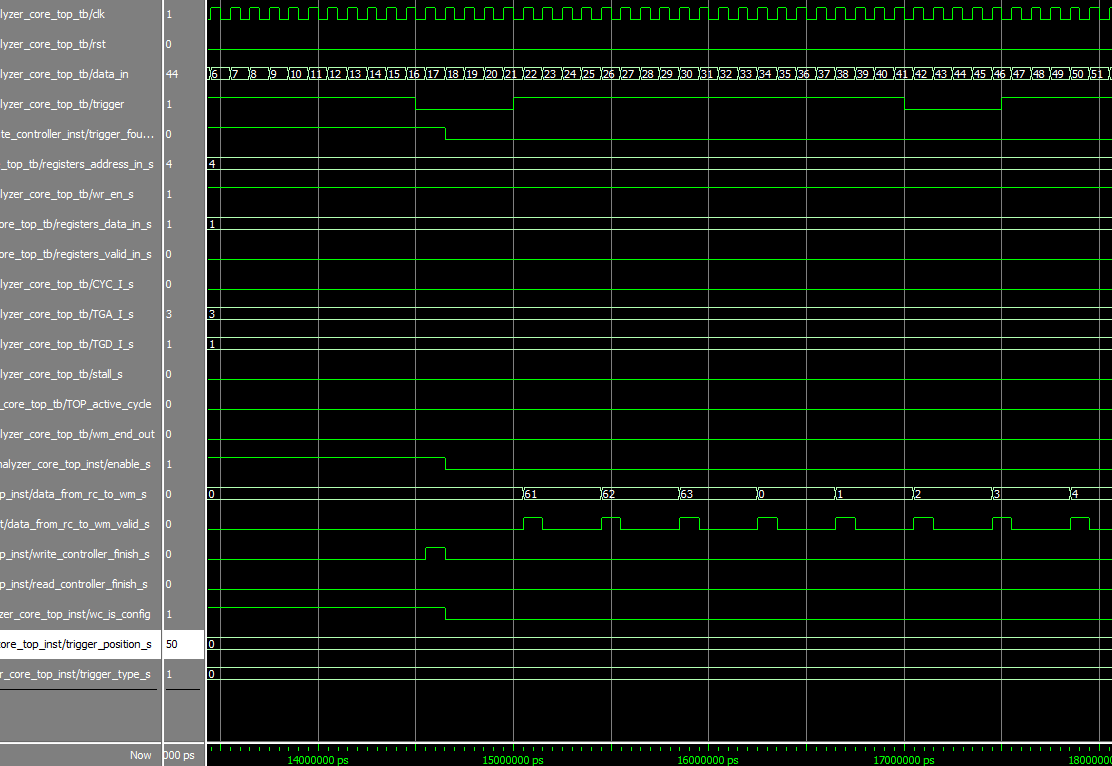 lyzer_core_top_tb/clk 1
lyzer_core_top_tb/rst 0
lyzer_core_top_tb/data_in 44 6 7 8 9 10 11 12 13 14 15 16 17 18 19 20 21 22 23 24 25 26 27 28 29 30 31 32 33 34 35 36 37 38 39 40 41 42 43 44 45 46 47 48 49 50 51
lyzer_core_top_tb/trigger 1
te_controller_inst/trigger_fou... 0
_top_tb/registers_address_in_s 4 4
lyzer_core_top_tb/wr_en_s 1
ore_top_tb/registers_data_in_s 1 1
ore_top_tb/registers_valid_in_s 0
lyzer_core_top_tb/CYC_I_s 0
lyzer_core_top_tb/TGA_I_s 3 3
lyzer_core_top_tb/TGD_I_s 1 1
lyzer_core_top_tb/stall_s 0
_core_top_tb/TOP_active_cycle 0
lyzer_core_top_tb/wm_end_out 0
nalyzer_core_top_inst/enable_s 1
p_inst/data_from_rc_to_wm_s 0 0 61 62 63 0 1 2 3 4
t/data_from_rc_to_wm_valid_s 0
p_inst/write_controller_finish_s 0
p_inst/read_controller_finish_s 0
zer_core_top_inst/wc_is_config 1
core_top_inst/trigger_position_s 50 0
r_core_top_inst/trigger_type_s 1 0
Now 000 ps 14000000 ps 15000000 ps 16000000 ps 17000000 ps 18000000